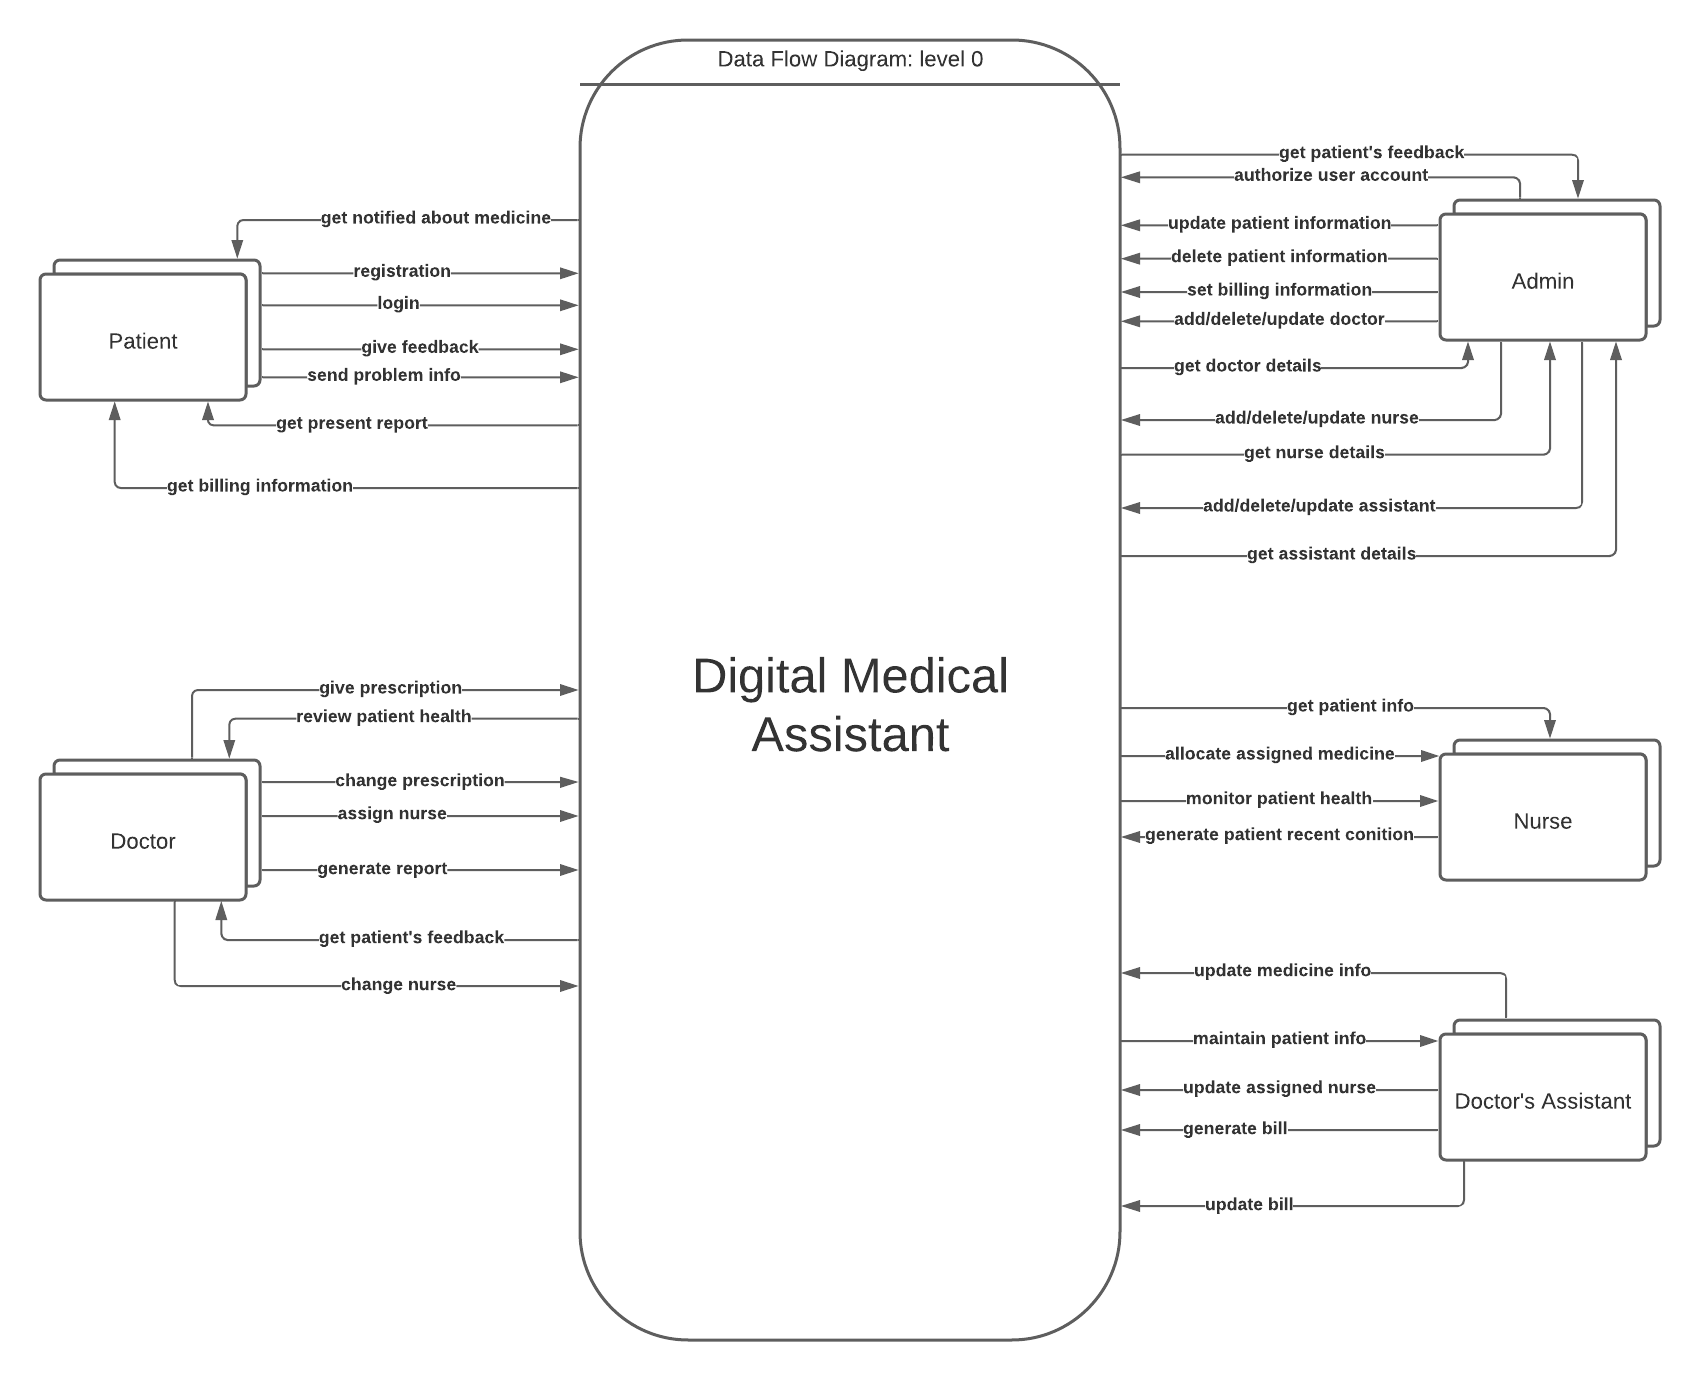 Data Flow Diagram: level 0
get notified about medicine
registration
login
Patient
give feedback
send problem info
get present report
get billing information
get patient's feedback
authorize user account
update patient information
delete patient information
Admin
set billing information
add/delete/update doctor
get doctor details
add/delete/update nurse
get nurse details
add/delete/update assistant
get assistant details
Digital Medical
Assistant
give prescription
review patient health
change prescription
assign nurse
Doctor
generate report
get patient's feedback
change nurse
get patient info
allocate assigned medicine
monitor patient health
Nurse
generate patient recent conition
update medicine info
maintain patient info
update assigned nurse
Doctor's Assistant
generate bill
update bill